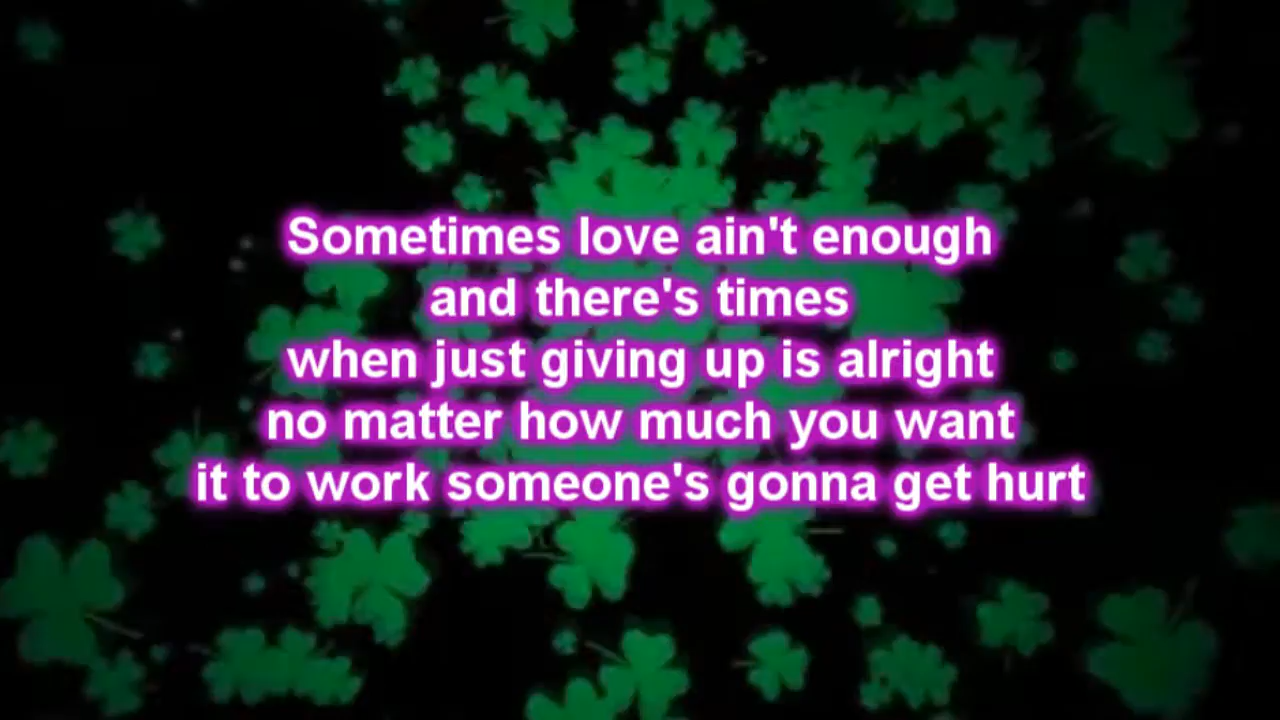 Sometimes love ain't enough
and there's times
when just giving up is alright
no matter how much you want
it to work someone's gonna get hurt